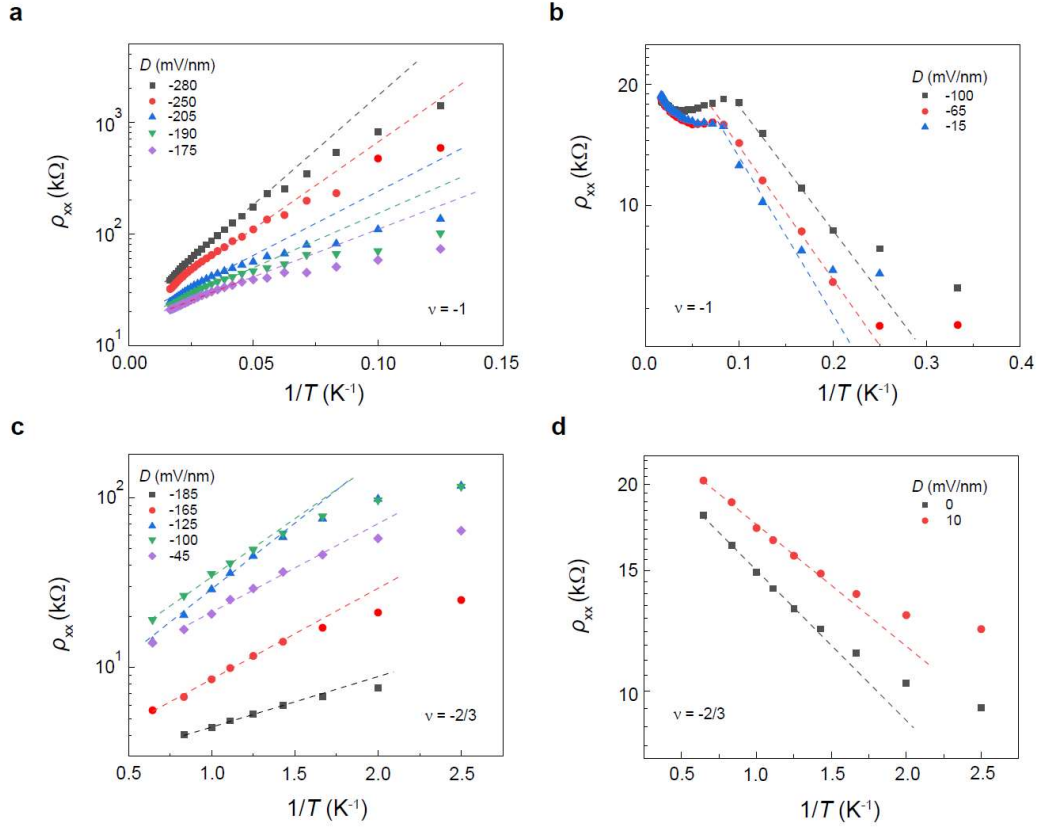 a
D (mV/nm)
-280
-250
-205
-190
-175
10³
10²
10¹
ρxx (kΩ)
ν = -1
0.00
0.05
0.10
0.15
1/T (K⁻¹)
b
D (mV/nm)
-100
-65
-15
20
10
ρxx (kΩ)
ν = -1
0.0
0.1
0.2
0.3
0.4
1/T (K⁻¹)
c
D (mV/nm)
-185
-165
-125
-100
-45
10²
10¹
ρxx (kΩ)
ν = -2/3
0.5
1.0
1.5
2.0
2.5
1/T (K⁻¹)
d
D (mV/nm)
0
10
20
15
10
ρxx (kΩ)
ν = -2/3
0.5
1.0
1.5
2.0
2.5
1/T (K⁻¹)